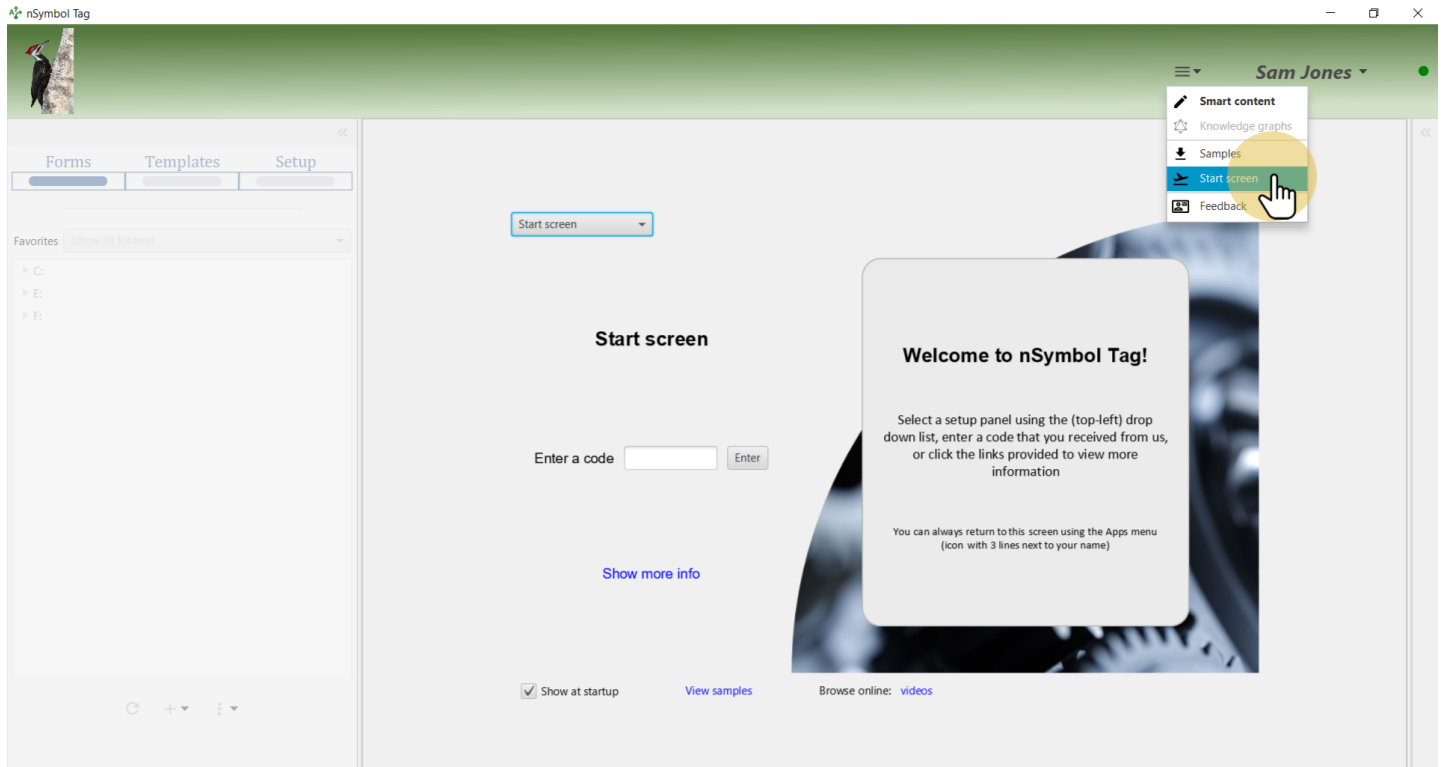 nSymbol Tag
Sam Jones
Smart content
Knowledge graphs
Samples
Start screen
Feedback
Forms Templates Setup
Favorites (show all folders)
C:
E:
F:
Start screen
Start screen
Enter a code Enter
Show more info
Welcome to nSymbol Tag!
Select a setup panel using the (top-left) drop
down list, enter a code that you received from us,
or click the links provided to view more
information
You can always return to this screen using the Apps menu
(icon with 3 lines next to your name)
Show at startup View samples Browse online: videos